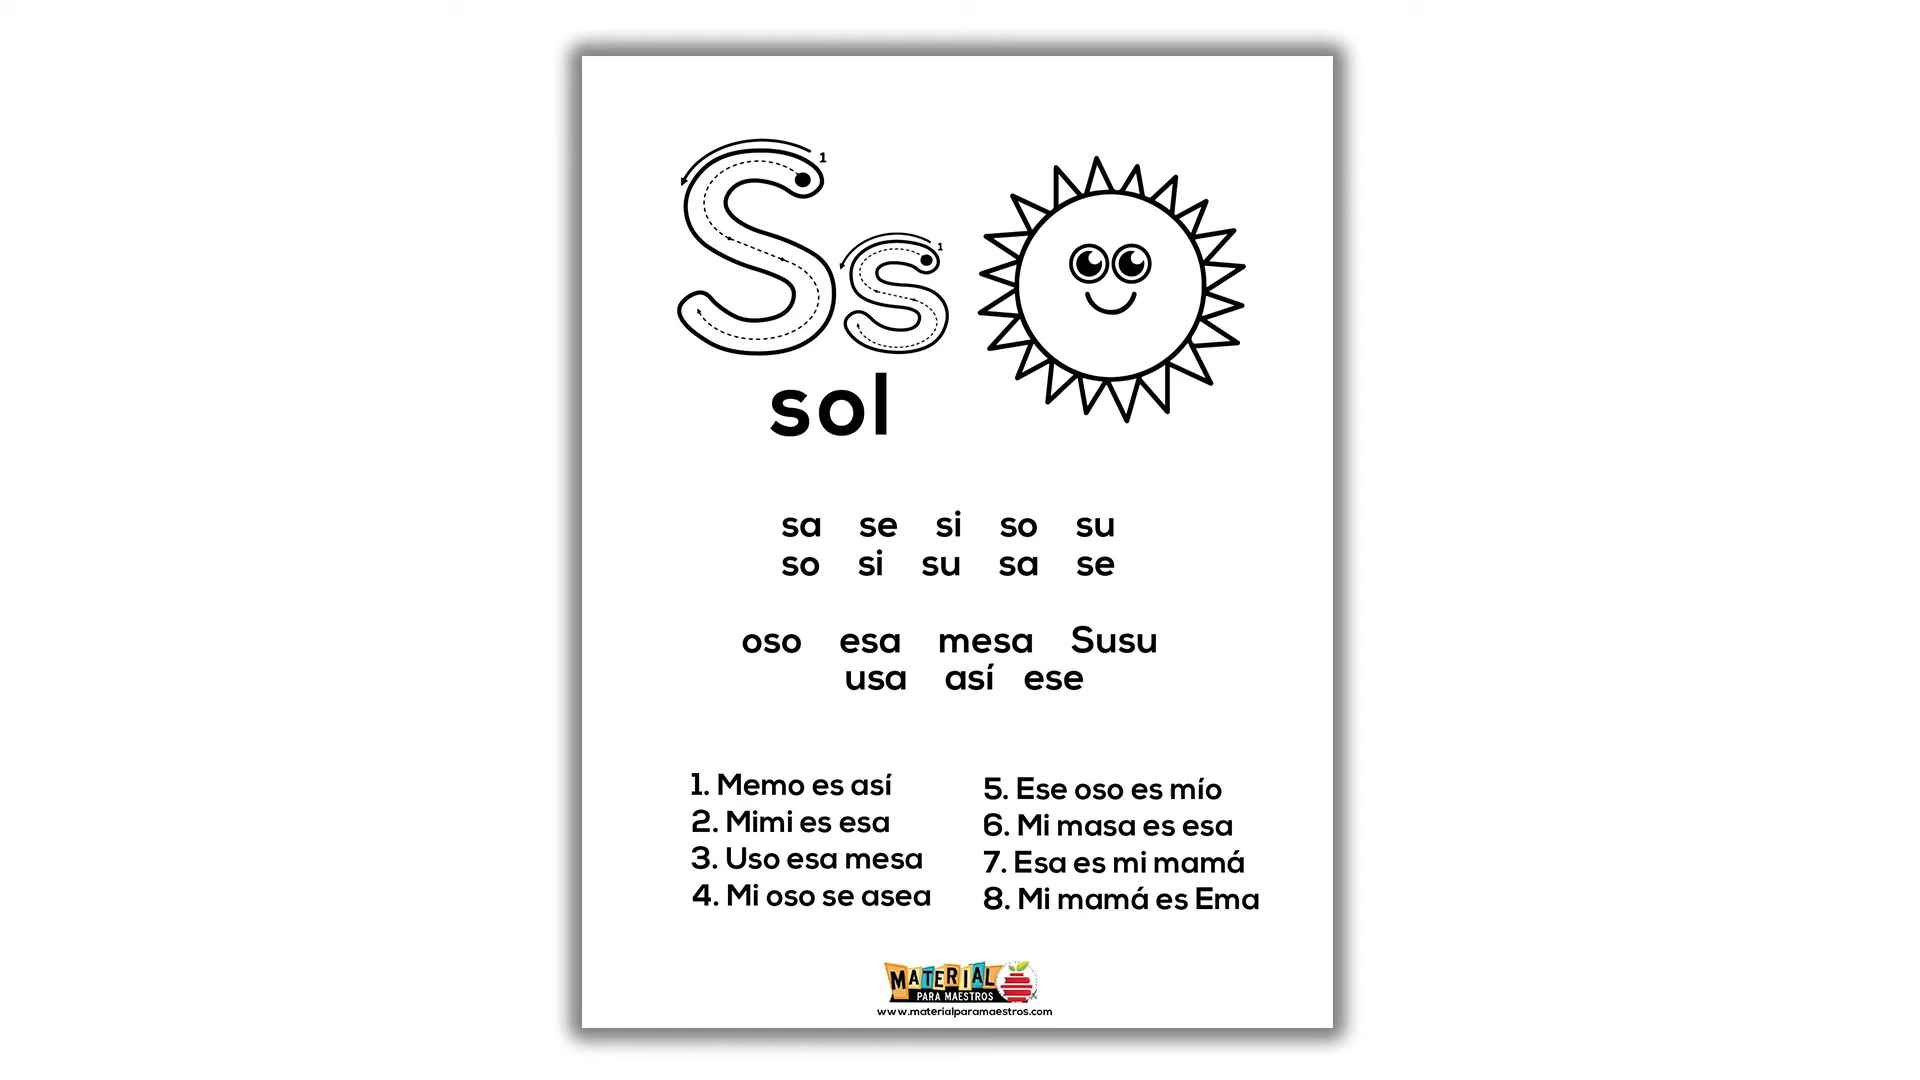 S 1
s 1
sol
sa se si so su
so si su sa se
oso esa mesa Susu
usa así ese
1. Memo es así
2. Mimi es esa
3. Uso esa mesa
4. Mi oso se asea
5. Ese oso es mío
6. Mi masa es esa
7. Esa es mi mamá
8. Mi mamá es Ema
MATERIAL
PARA MAESTROS
www.materialparamaestros.com